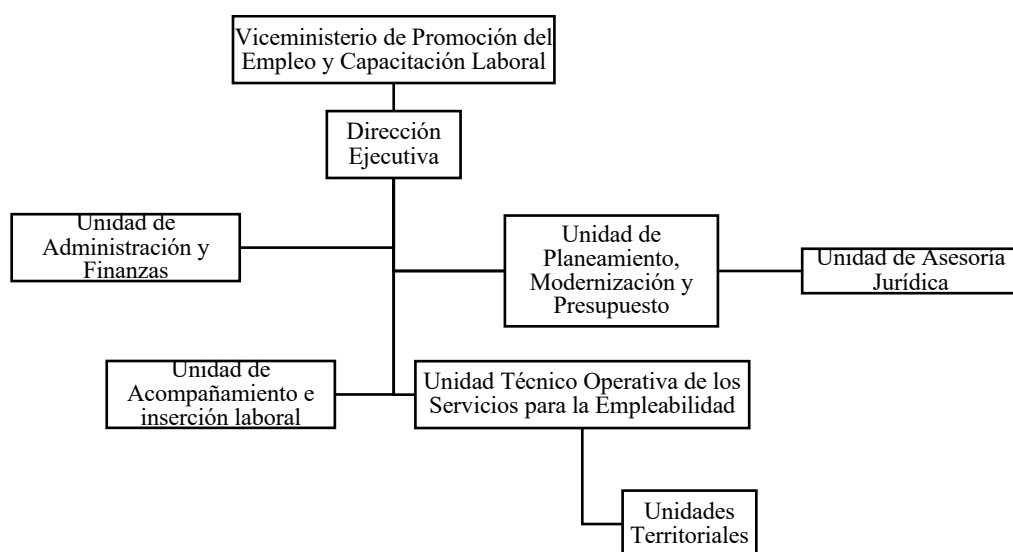 Viceministerio de Promoción del
Empleo y Capacitación Laboral
Dirección
Ejecutiva
Unidad de
Administración y
Finanzas
Unidad de
Planeamiento,
Modernización y
Presupuesto
Unidad de Asesoría
Jurídica
Unidad de
Acompañamiento e
inserción laboral
Unidad Técnico Operativa de los
Servicios para la Empleabilidad
Unidades
Territoriales